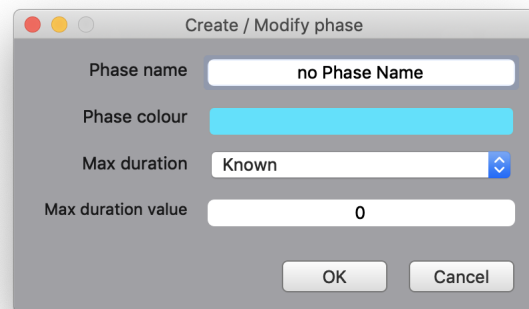 Create / Modify phase
Phase name no Phase Name
Phase colour
Max duration Known
Max duration value 0
OK Cancel